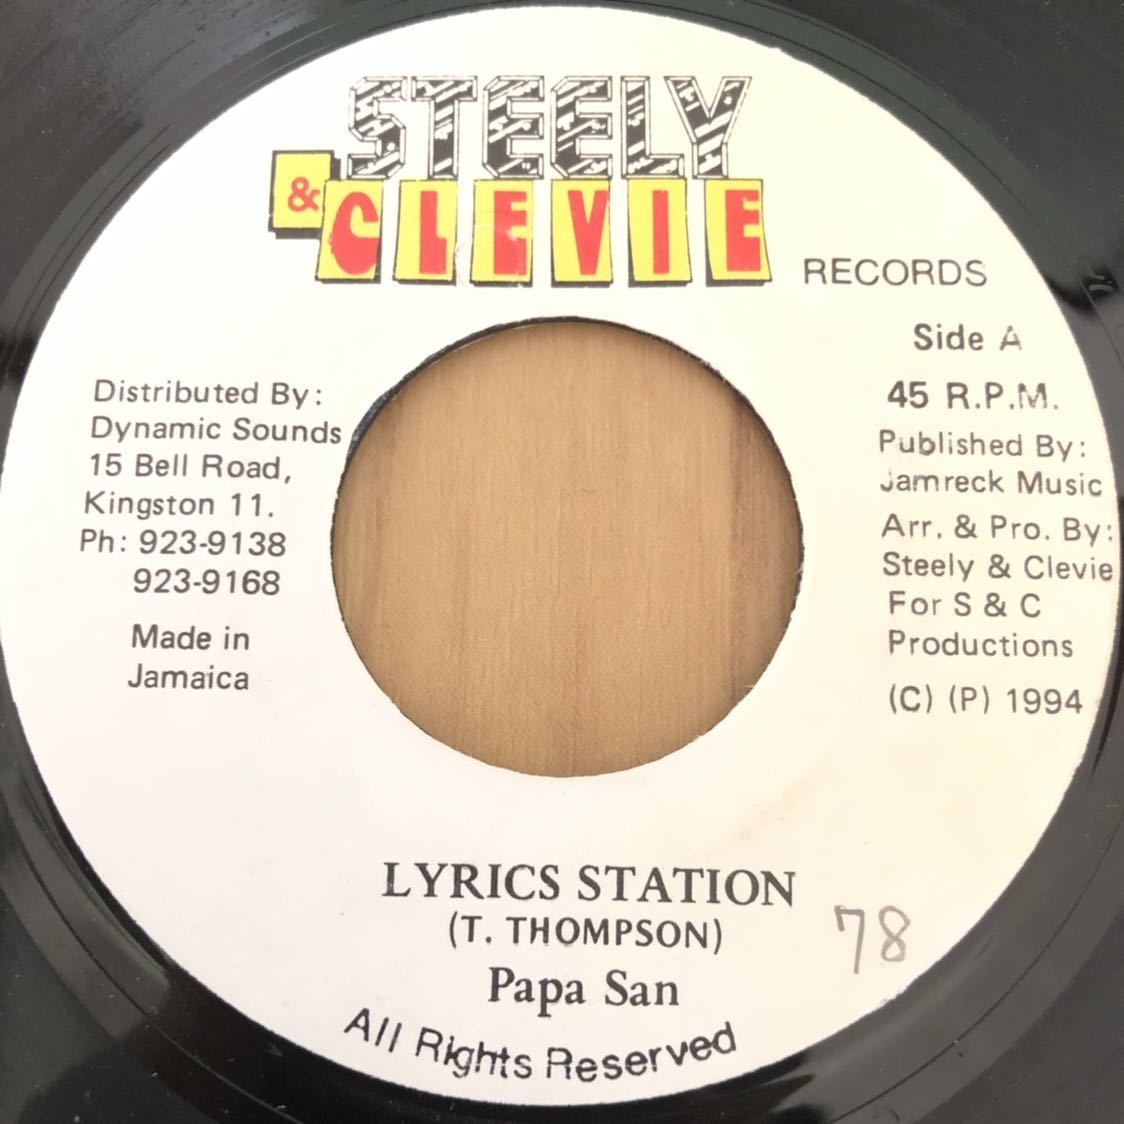 STEELY
& CLEVIE
RECORDS
Side A
45 R.P.M.
Published By:
Jamreck Music
Arr. & Pro. By:
Steely & Clevie
For S & C
Productions
(C) (P) 1994
Distributed By:
Dynamic Sounds
15 Bell Road,
Kingston 11.
Ph: 923-9138
923-9168
Made in
Jamaica
LYRICS STATION
(T. THOMPSON)
Papa San
78
All Rights Reserved